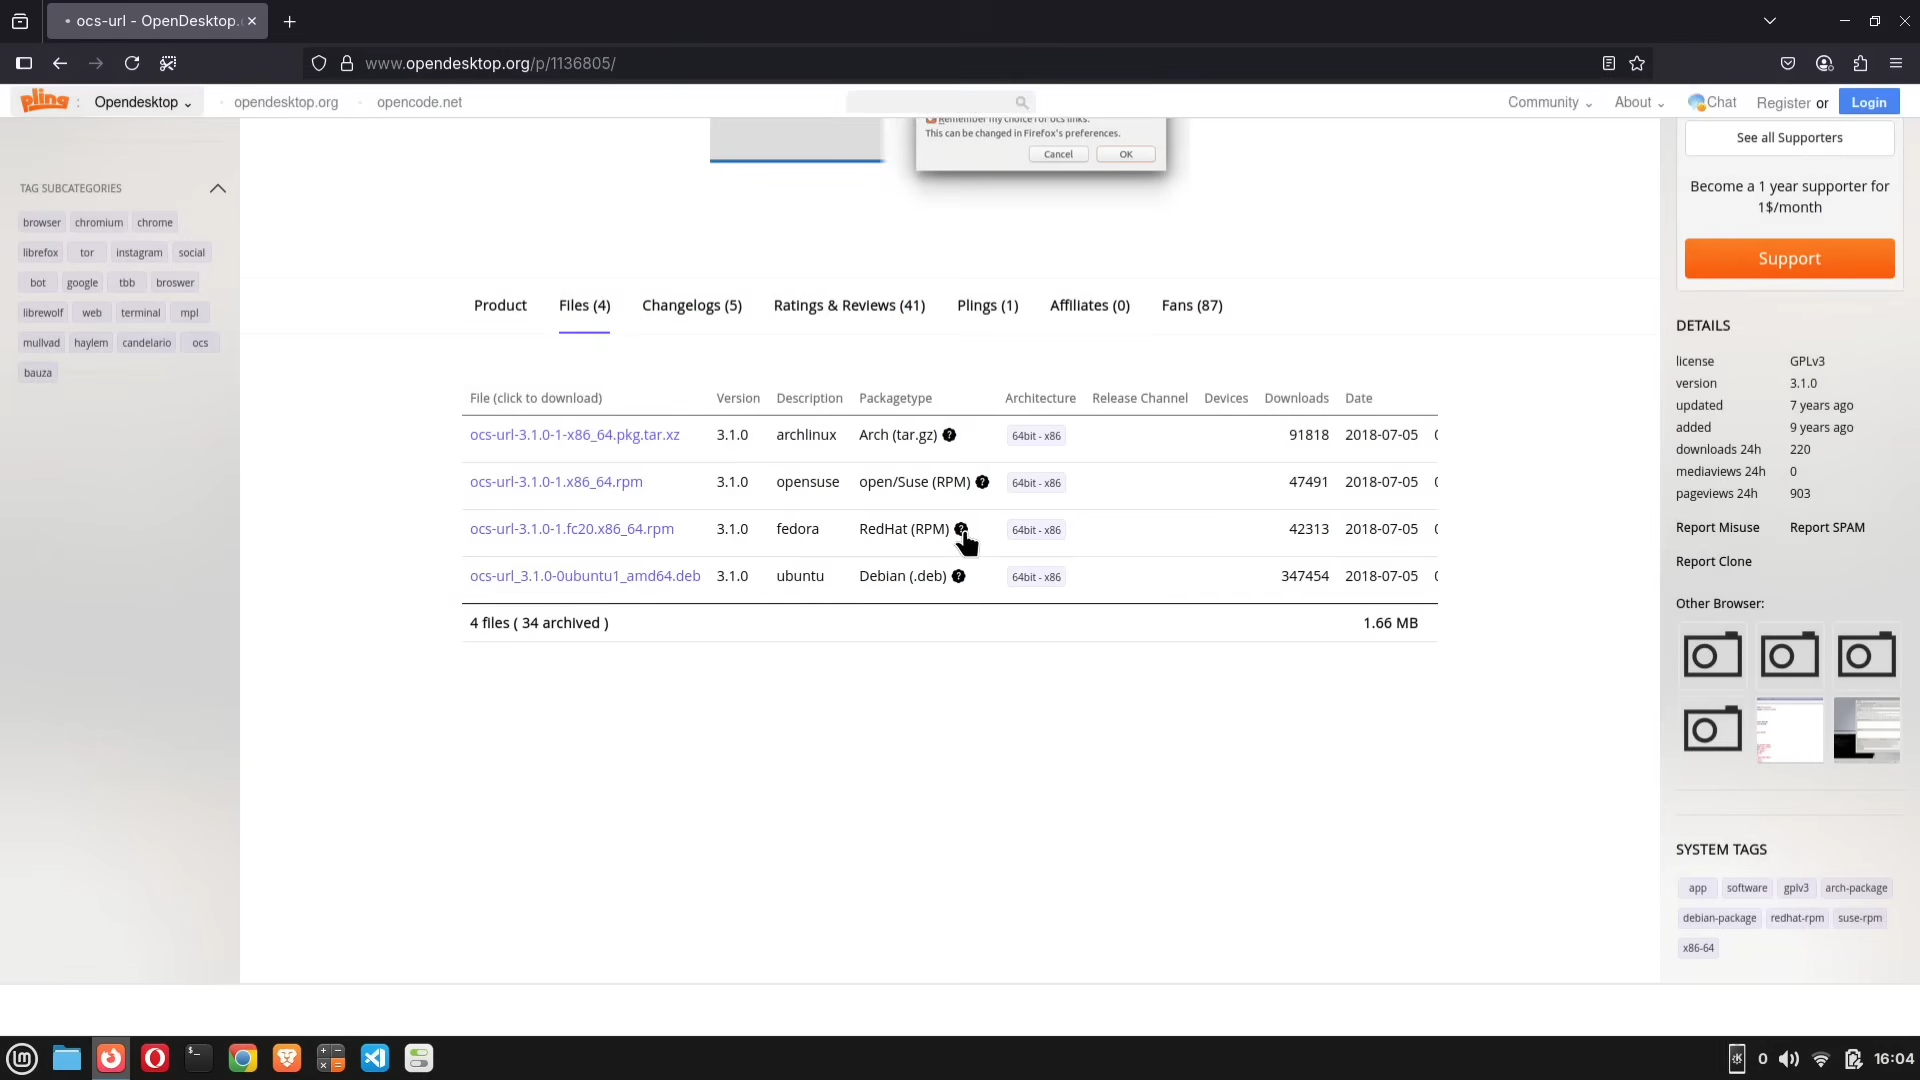 ocs-url - OpenDesktop.
www.opendesktop.org/p/1136805/
pling : Opendesktop
opendesktop.org
opencode.net
Community
About
Chat
Register or
Login
TAG SUBCATEGORIES
browser chromium chrome
librefox tor instagram social
bot google tbb broswer
librewolf web terminal mpl
mullvad haylem candelario ocs
bauza
Remember my choice for ocs links.
This can be changed in Firefox's preferences.
Cancel OK
Product Files (4) Changelogs (5) Ratings & Reviews (41) Plings (1) Affiliates (0) Fans (87)
File (click to download) Version Description Packagetype Architecture Release Channel Devices Downloads Date
ocs-url-3.1.0-1-x86_64.pkg.tar.xz 3.1.0 archlinux Arch (tar.gz) ? 64bit - x86 91818 2018-07-05
ocs-url-3.1.0-1.x86_64.rpm 3.1.0 opensuse open/Suse (RPM) ? 64bit - x86 47491 2018-07-05
ocs-url-3.1.0-1.fc20.x86_64.rpm 3.1.0 fedora RedHat (RPM) 64bit - x86 42313 2018-07-05
ocs-url_3.1.0-0ubuntu1_amd64.deb 3.1.0 ubuntu Debian (.deb) ? 64bit - x86 347454 2018-07-05
4 files ( 34 archived ) 1.66 MB
See all Supporters
Become a 1 year supporter for
1$/month
Support
DETAILS
license GPLv3
version 3.1.0
updated 7 years ago
added 9 years ago
downloads 24h 220
mediaviews 24h 0
pageviews 24h 903
Report Misuse Report SPAM
Report Clone
Other Browser:
SYSTEM TAGS
app software gplv3 arch-package
debian-package redhat-rpm suse-rpm
x86-64
0 16:04